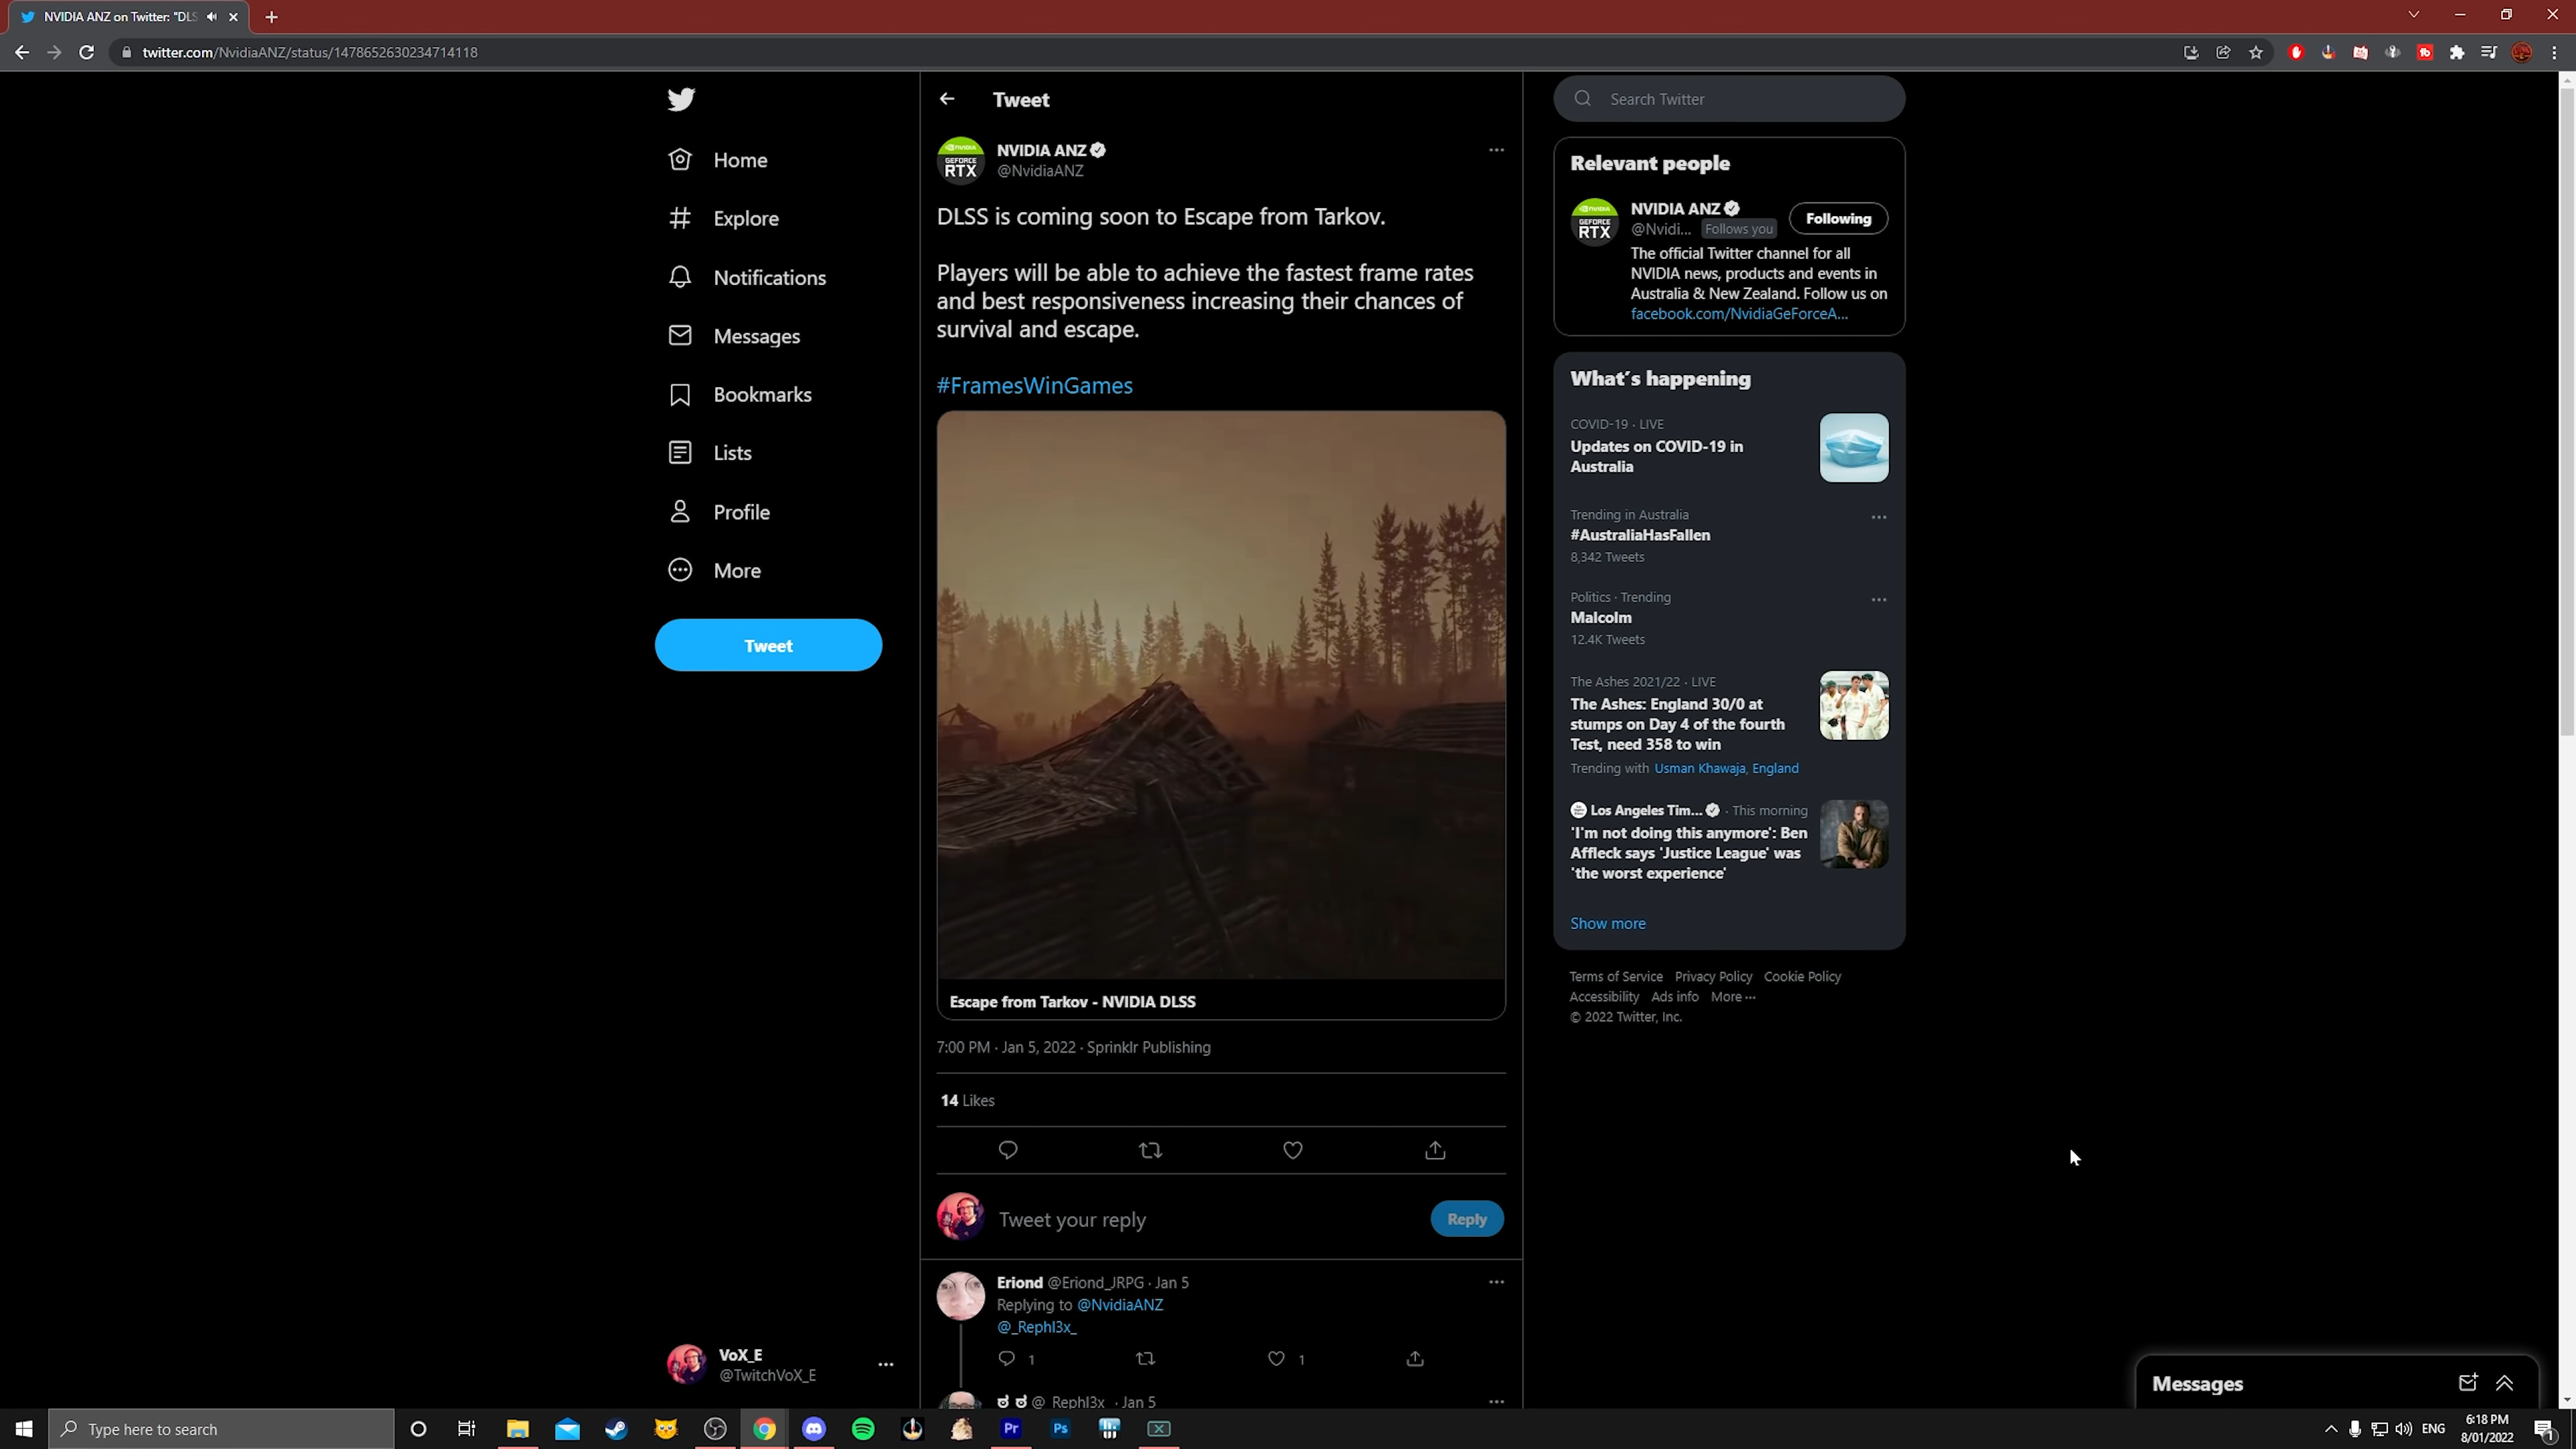 NVIDIA ANZ on Twitter: "DLS
twitter.com/NvidiaANZ/status/1478652630234714118
Home
Explore
Notifications
Messages
Bookmarks
Lists
Profile
More
Tweet
VoX_E
@TwitchVoX_E
Tweet
NVIDIA ANZ
@NvidiaANZ
DLSS is coming soon to Escape from Tarkov.
Players will be able to achieve the fastest frame rates
and best responsiveness increasing their chances of
survival and escape.
#FramesWinGames
Escape from Tarkov - NVIDIA DLSS
7:00 PM · Jan 5, 2022 · Sprinklr Publishing
14 Likes
Tweet your reply
Reply
Eriond @Eriond_JRPG · Jan 5
Replying to @NvidiaANZ
@_Rephl3x_
1
1
@_Rephl3x_ · Jan 5
Search Twitter
Relevant people
NVIDIA
GEFORCE
RTX
NVIDIA ANZ
Following
@Nvidi... Follows you
The official Twitter channel for all
NVIDIA news, products and events in
Australia & New Zealand. Follow us on
facebook.com/NvidiaGeForceA...
What's happening
COVID-19 · LIVE
Updates on COVID-19 in
Australia
Trending in Australia
#AustraliaHasFallen
8,342 Tweets
Politics · Trending
Malcolm
12.4K Tweets
The Ashes 2021/22 · LIVE
The Ashes: England 30/0 at
stumps on Day 4 of the fourth
Test, need 358 to win
Trending with Usman Khawaja, England
Los Angeles Tim... · This morning
'I'm not doing this anymore': Ben
Affleck says 'Justice League' was
'the worst experience'
Show more
Terms of Service Privacy Policy Cookie Policy
Accessibility Ads info More ···
© 2022 Twitter, Inc.
Messages
Type here to search
Pr
Ps
ENG
6:18 PM
8/01/2022
1